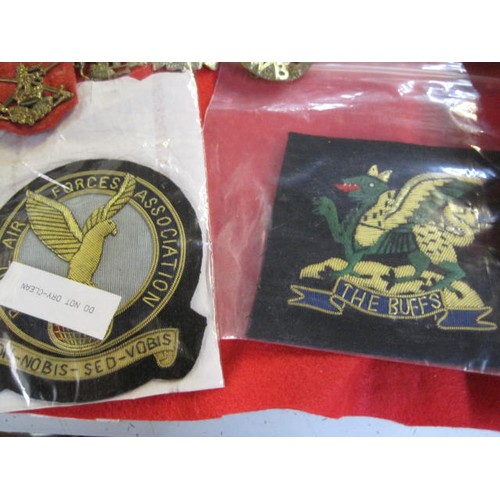 AIR FORCES ASSOCIATION
DO NOT DRY-CLEAN
NOBIS-SED-VOBIS
THE BUFFS